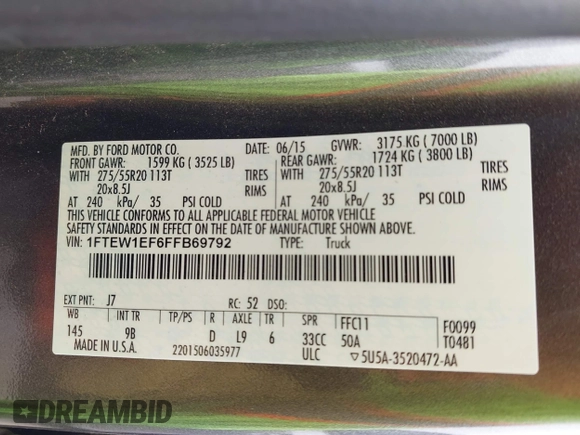 MFD. BY FORD MOTOR CO. DATE: 06/15 GVWR: 3175 KG ( 7000 LB)
FRONT GAWR: 1599 KG ( 3525 LB) REAR GAWR: 1724 KG ( 3800 LB)
WITH 275/55R20 113T TIRES WITH 275/55R20 113T TIRES
20x8.5J RIMS 20x8.5J RIMS
AT 240 kPa/ 35 PSI COLD AT 240 kPa/ 35 PSI COLD
THIS VEHICLE CONFORMS TO ALL APPLICABLE FEDERAL MOTOR VEHICLE
SAFETY STANDARDS IN EFFECT ON THE DATE OF MANUFACTURE SHOWN ABOVE.
VIN: 1FTEW1EF6FFB69792 TYPE: Truck
EXT PNT: J7 RC: 52 DSO:
WB INT TR TP/PS R AXLE TR SPR FFC11 F0099
145 9B D L9 6 33CC 50A T0481
MADE IN U.S.A. 2201506035977 ULC ▽5U5A-3520472-AA
DREAMBID